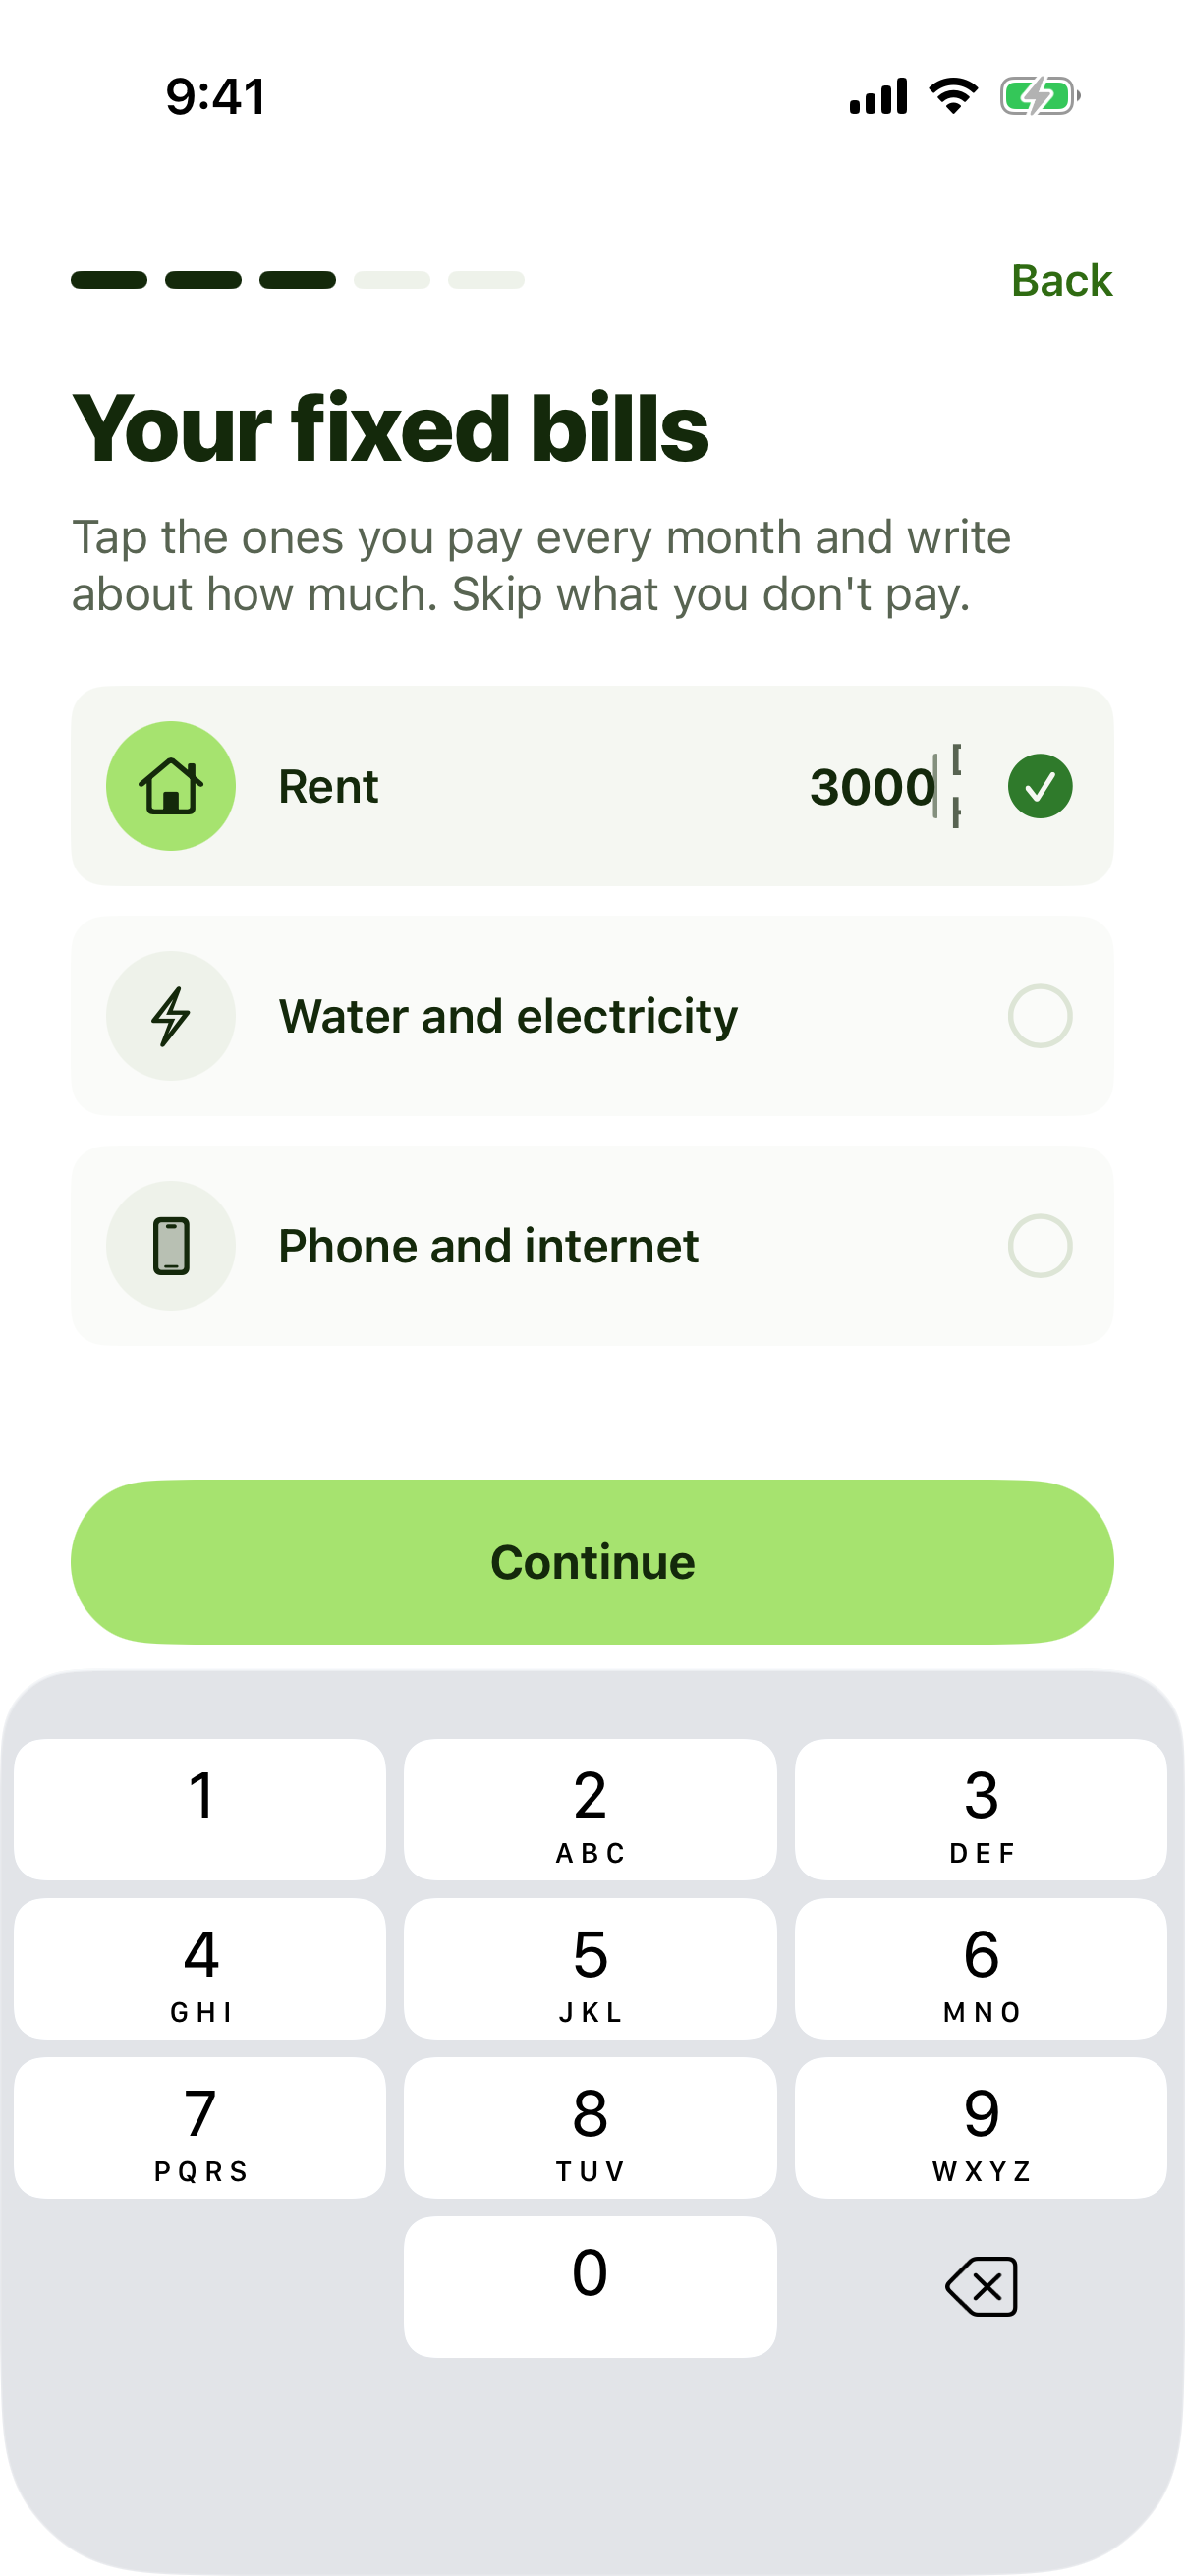 9:41
Back
Your fixed bills
Tap the ones you pay every month and write
about how much. Skip what you don't pay.
Rent
3000
Water and electricity
Phone and internet
Continue
1
2
ABC
3
DEF
4
GHI
5
JKL
6
MNO
7
PQRS
8
TUV
9
WXYZ
0